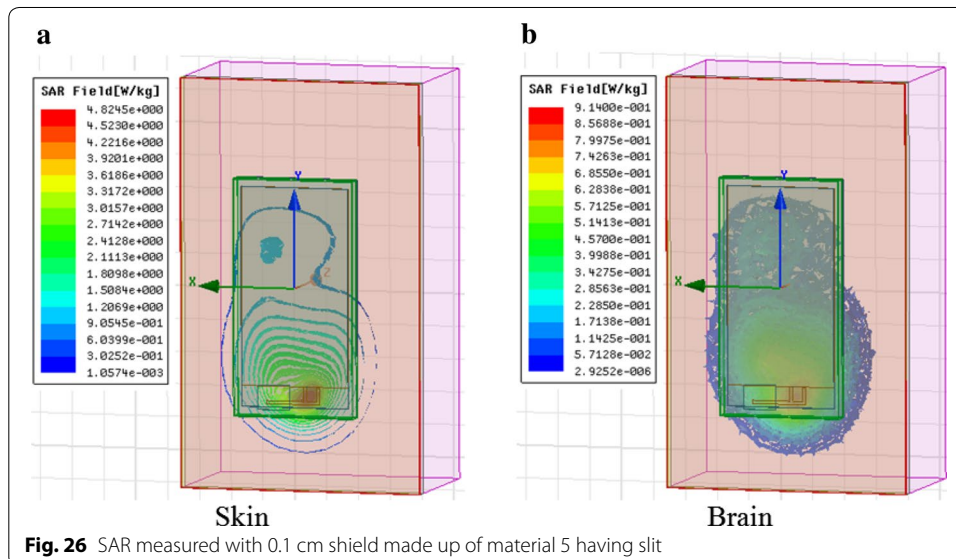 a
SAR Field[W/kg]
4.8245e+000
4.5230e+000
4.2216e+000
3.9201e+000
3.6186e+000
3.3172e+000
3.0157e+000
2.7142e+000
2.4128e+000
2.1113e+000
1.8098e+000
1.5084e+000
1.2069e+000
9.0545e-001
6.0399e-001
3.0252e-001
1.0574e-003
Y
X
Z
Skin
b
SAR Field[W/kg]
9.1400e-001
8.5688e-001
7.9975e-001
7.4263e-001
6.8550e-001
6.2838e-001
5.7125e-001
5.1413e-001
4.5700e-001
3.9988e-001
3.4275e-001
2.8563e-001
2.2850e-001
1.7138e-001
1.1425e-001
5.7128e-002
2.9252e-006
Y
X
Brain
Fig. 26 SAR measured with 0.1 cm shield made up of material 5 having slit